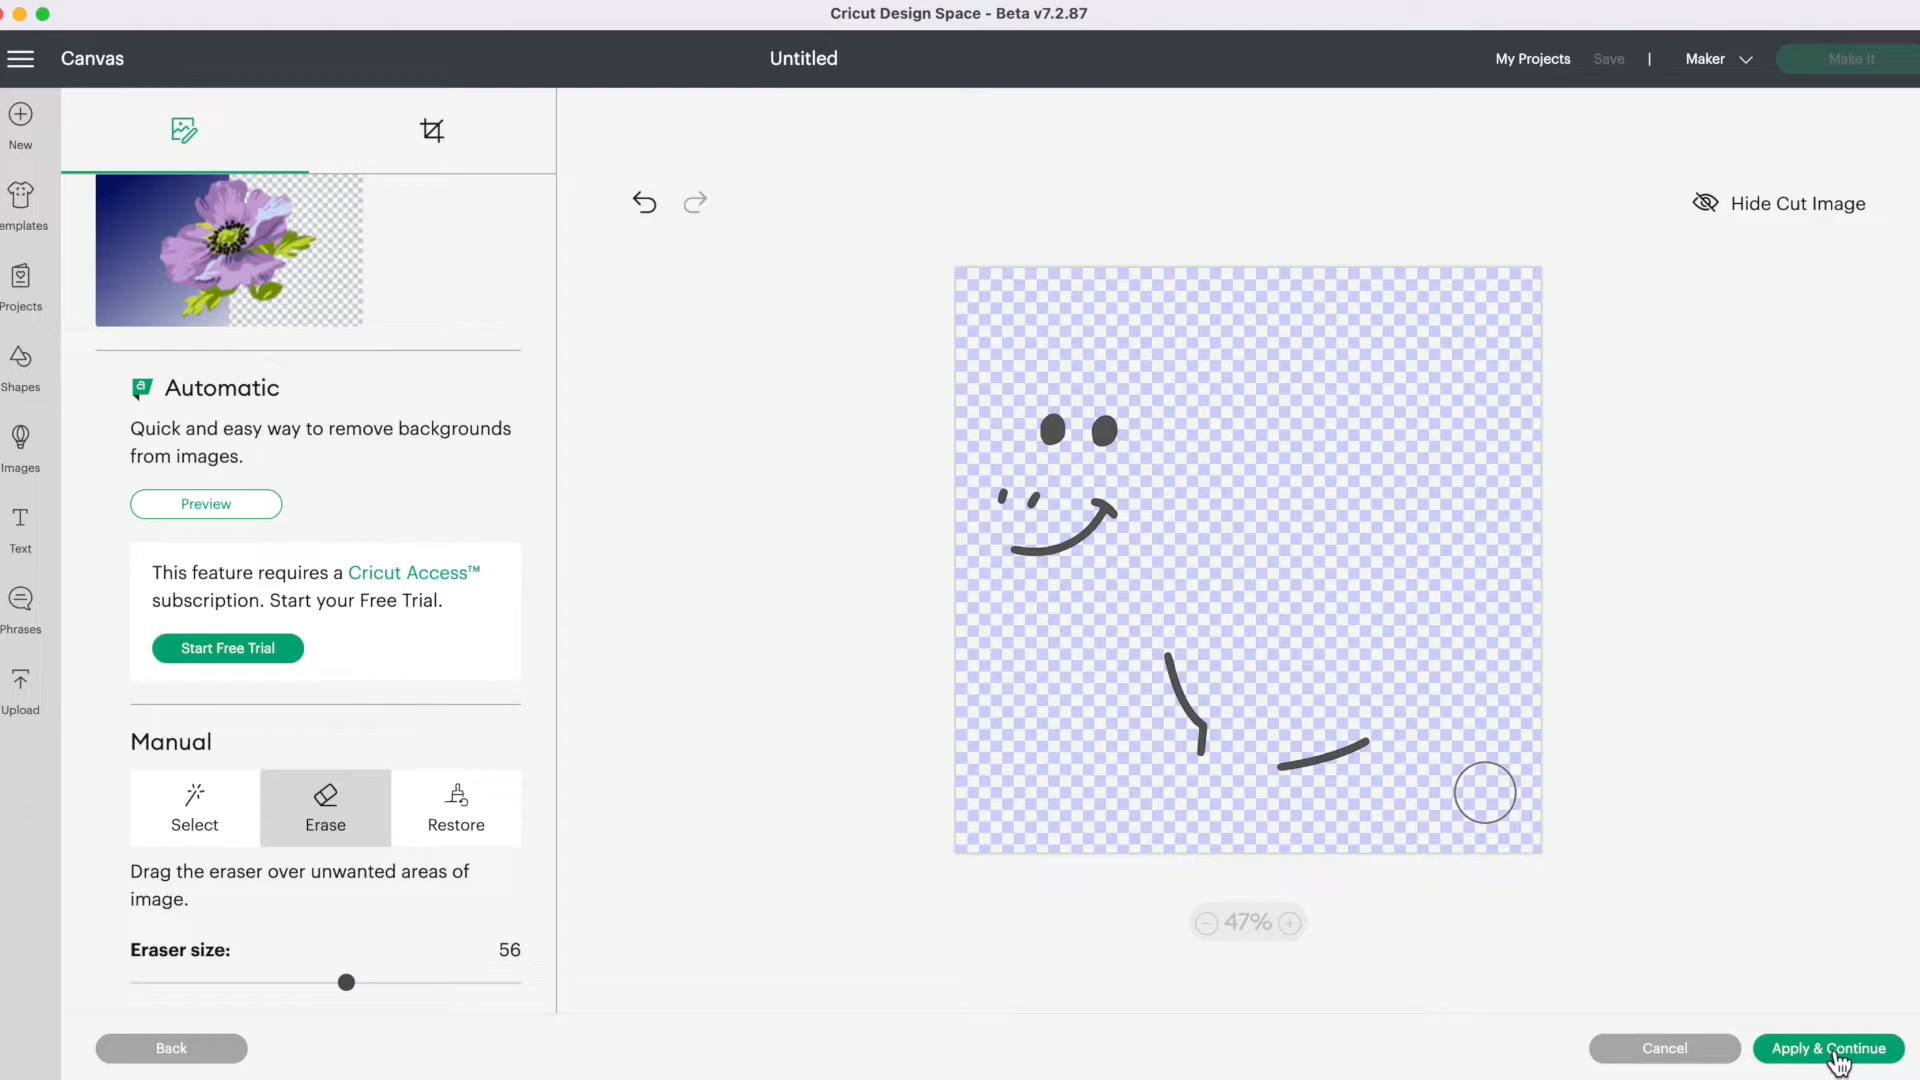 Cricut Design Space - Beta v7.2.87
Canvas
Untitled
My Projects Save | Maker Make It
New
emplates
Projects
Shapes
Images
Text
Phrases
Upload
Hide Cut Image
a Automatic
Quick and easy way to remove backgrounds
from images.
Preview
This feature requires a Cricut Access™
subscription. Start your Free Trial.
Start Free Trial
Manual
Select Erase Restore
Drag the eraser over unwanted areas of
image.
Eraser size: 56
47%
Back
Cancel
Apply & Continue